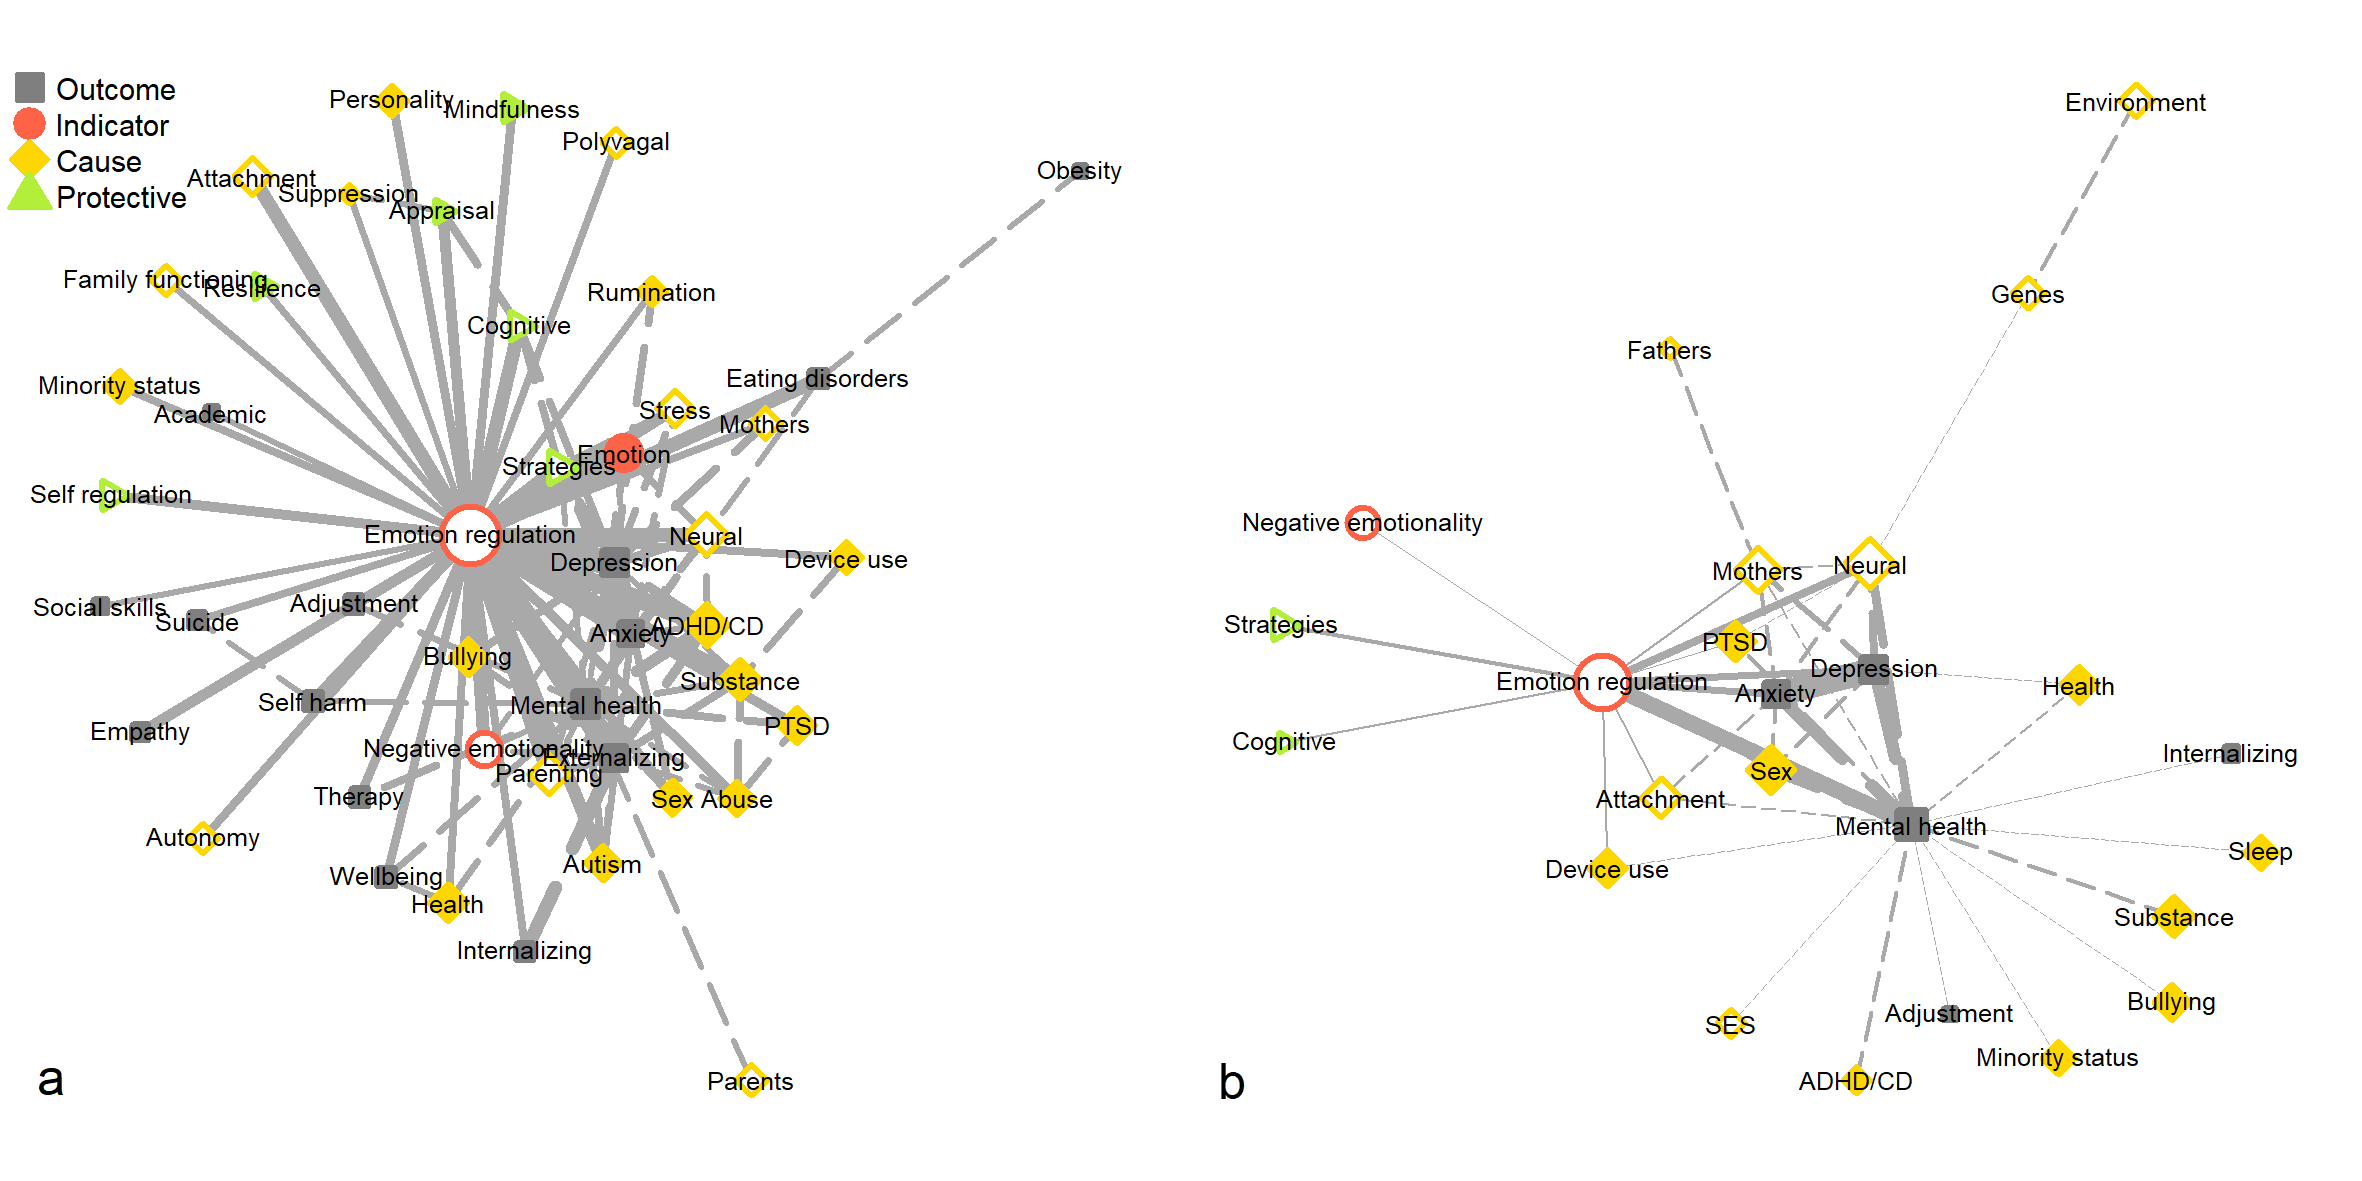 Outcome
Indicator
Cause
Protective
Personality
Mindfulness
Polyvagal
Obesity
Attachment
Suppression
Appraisal
Family functioning
Resilience
Rumination
Cognitive
Eating disorders
Minority status
Academic
Stress
Mothers
Emotion
Strategies
Self regulation
Emotion regulation
Neural
Depression
Device use
Social skills
Suicide
Adjustment
Anxiety
ADHD/CD
Bullying
Substance
Self harm
Mental health
Empathy
PTSD
Negative emotionality
Externalizing
Parenting
Therapy
Sex
Abuse
Autonomy
Autism
Wellbeing
Health
Internalizing
Parents
a
Environment
Genes
Fathers
Negative emotionality
Mothers
Neural
Strategies
PTSD
Depression
Emotion regulation
Anxiety
Health
Cognitive
Internalizing
Sex
Attachment
Mental health
Sleep
Device use
Substance
Bullying
SES
Adjustment
Minority status
ADHD/CD
b